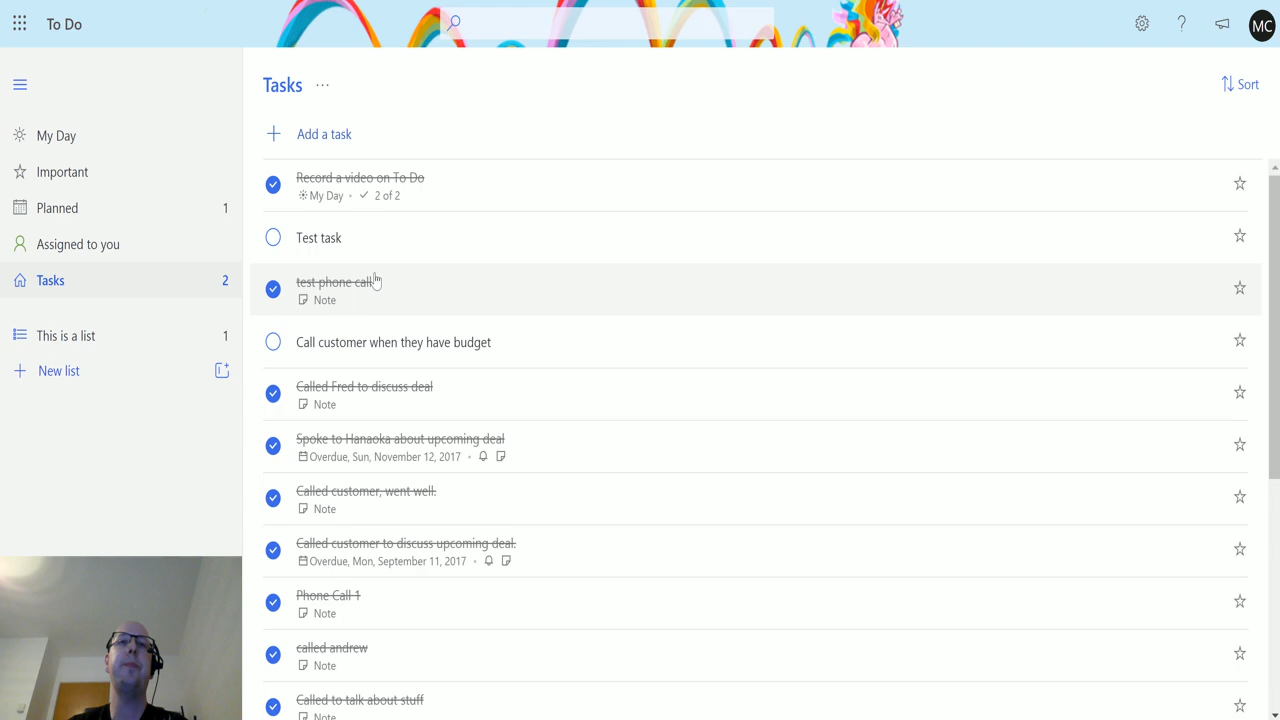 To Do
MC
Tasks ...
Sort
My Day
Important
Planned 1
Assigned to you
Tasks 2
This is a list 1
New list
Add a task
Record a video on To Do
My Day • 2 of 2
Test task
test phone call
Note
Call customer when they have budget
Called Fred to discuss deal
Note
Spoke to Hanaoka about upcoming deal
Overdue, Sun, November 12, 2017 •
Called customer, went well.
Note
Called customer to discuss upcoming deal.
Overdue, Mon, September 11, 2017 •
Phone Call 1
Note
called andrew
Note
Called to talk about stuff
Note